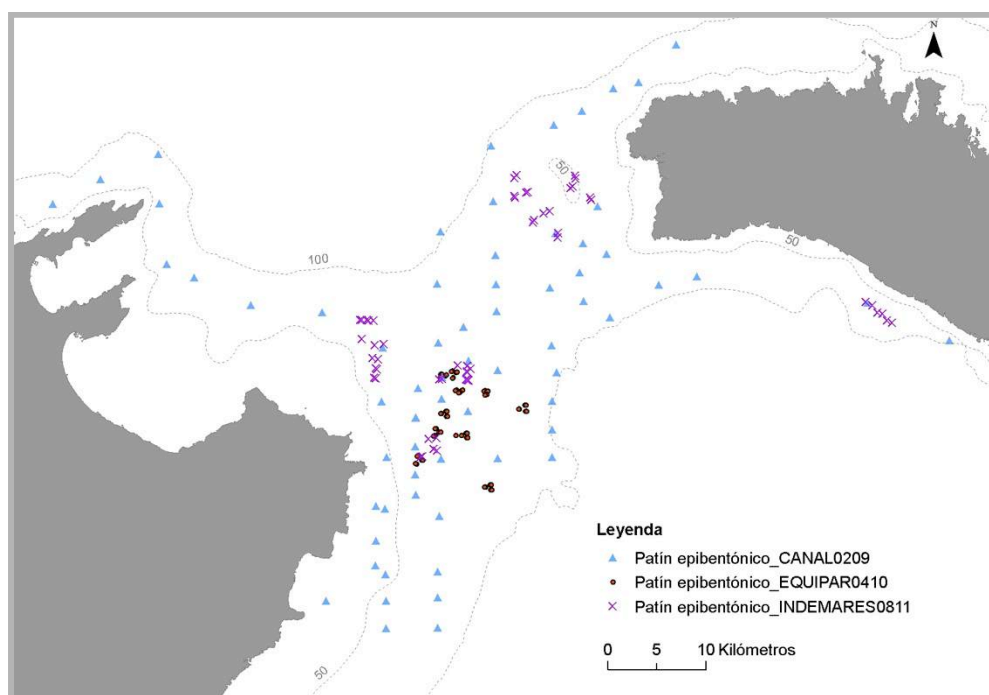 N
50
100
50
50
Leyenda
Patín epibentónico_CANAL0209
Patín epibentónico_EQUIPAR0410
Patín epibentónico_INDEMARES0811
0 5 10 Kilómetros